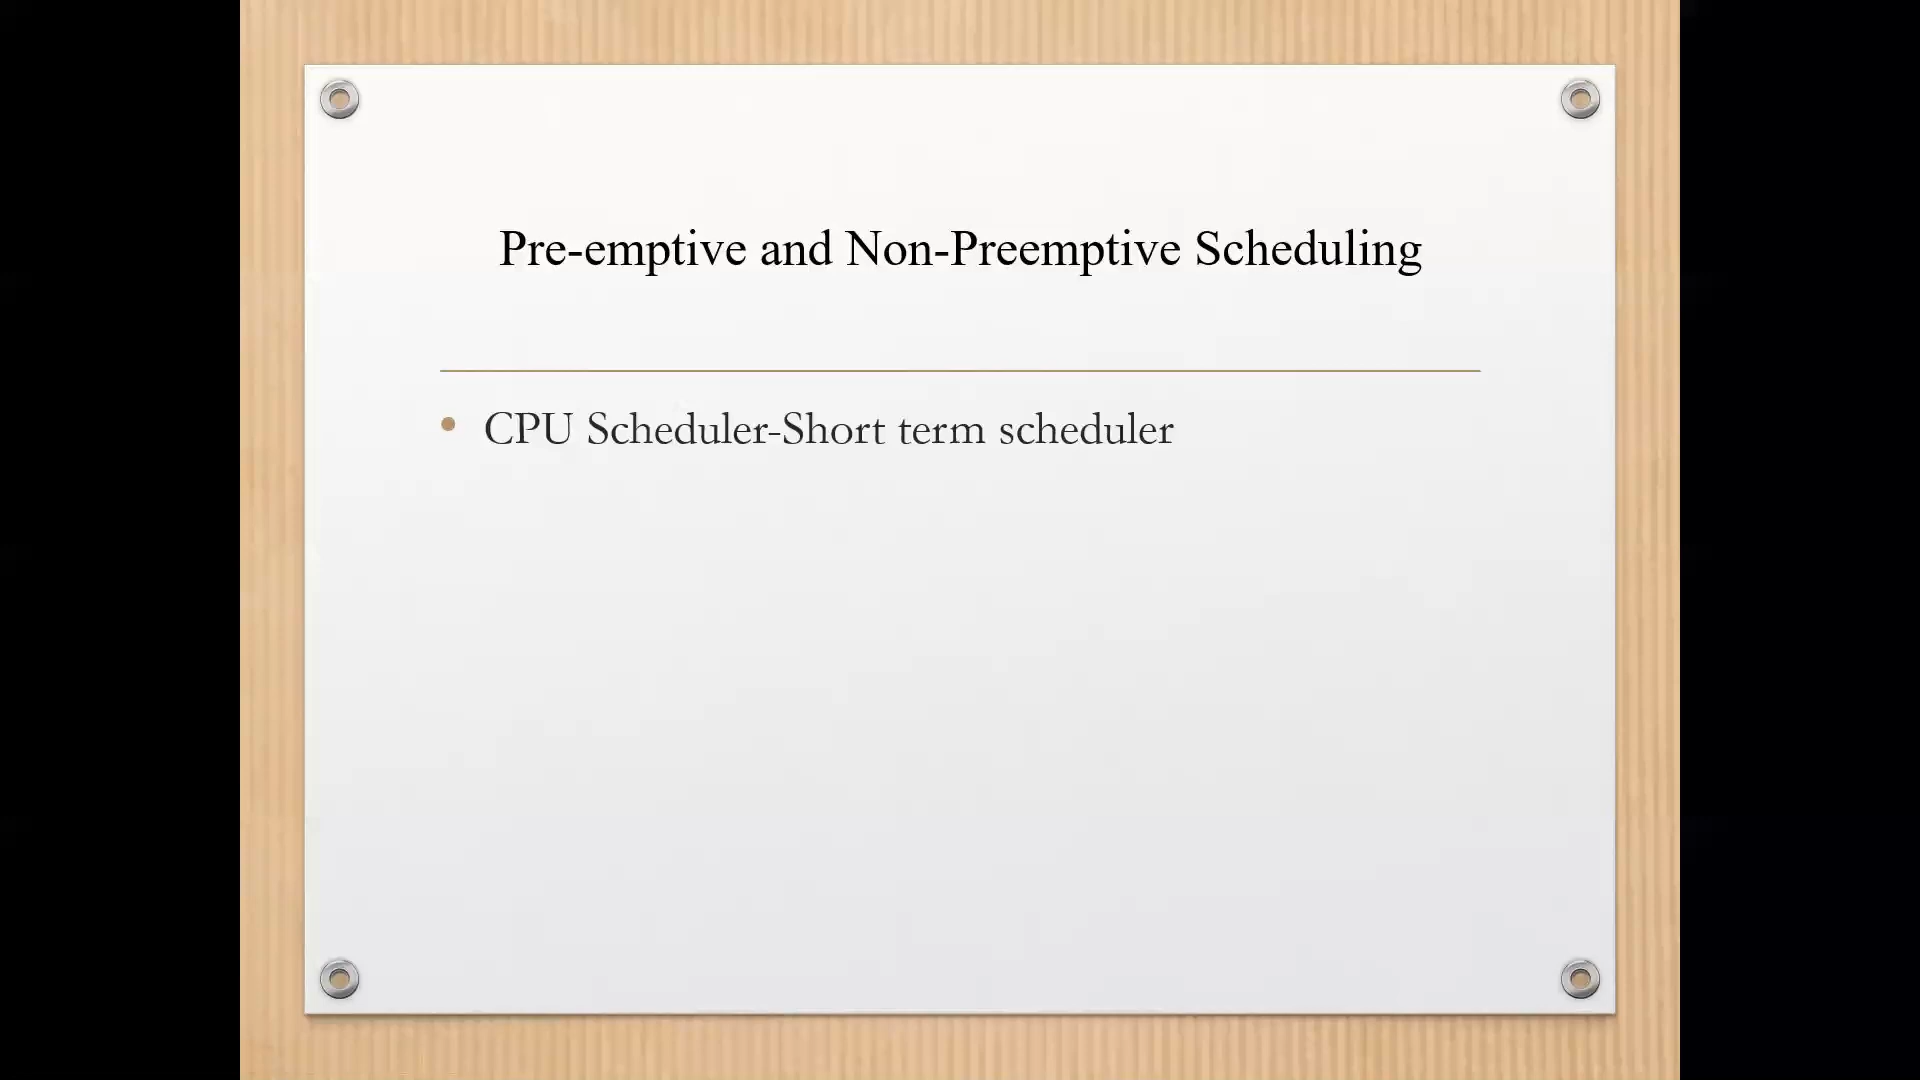 Pre-emptive and Non-Preemptive Scheduling
• CPU Scheduler-Short term scheduler